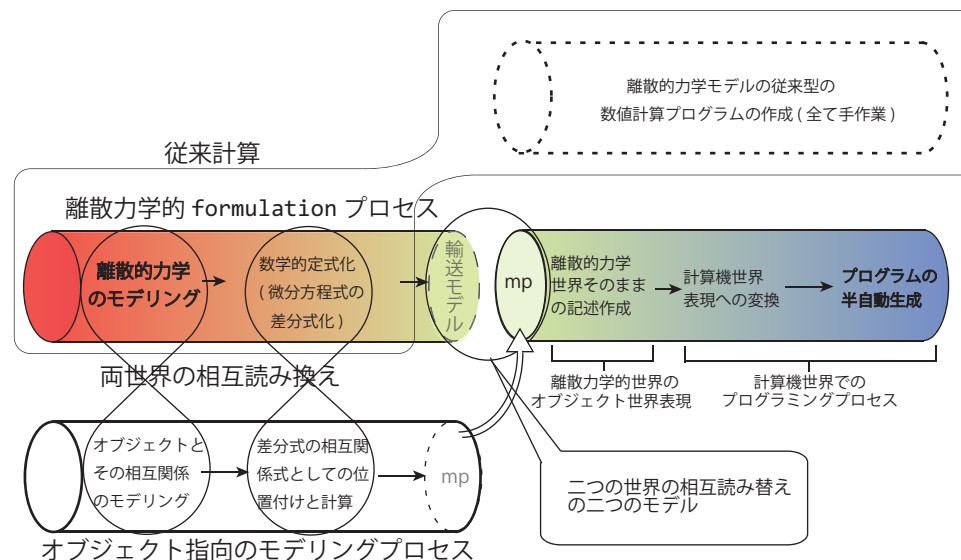 離散的力学モデルの従来型の
数値計算プログラムの作成 ( 全て手作業 )
従来計算
離散力学的 formulation プロセス
離散的力学
のモデリング
数学的定式化
( 微分方程式の
差分式化 )
輸送モデル
mp
離散的力学
世界そのまま
の記述作成
計算機世界
表現への変換
プログラムの
半自動生成
両世界の相互読み換え
離散力学的世界の
オブジェクト世界表現
計算機世界での
プログラミングプロセス
オブジェクトと
その相互関係
のモデリング
差分式の相互関
係式としての位
置付けと計算
mp
二つの世界の相互読み替え
の二つのモデル
オブジェクト指向のモデリングプロセス